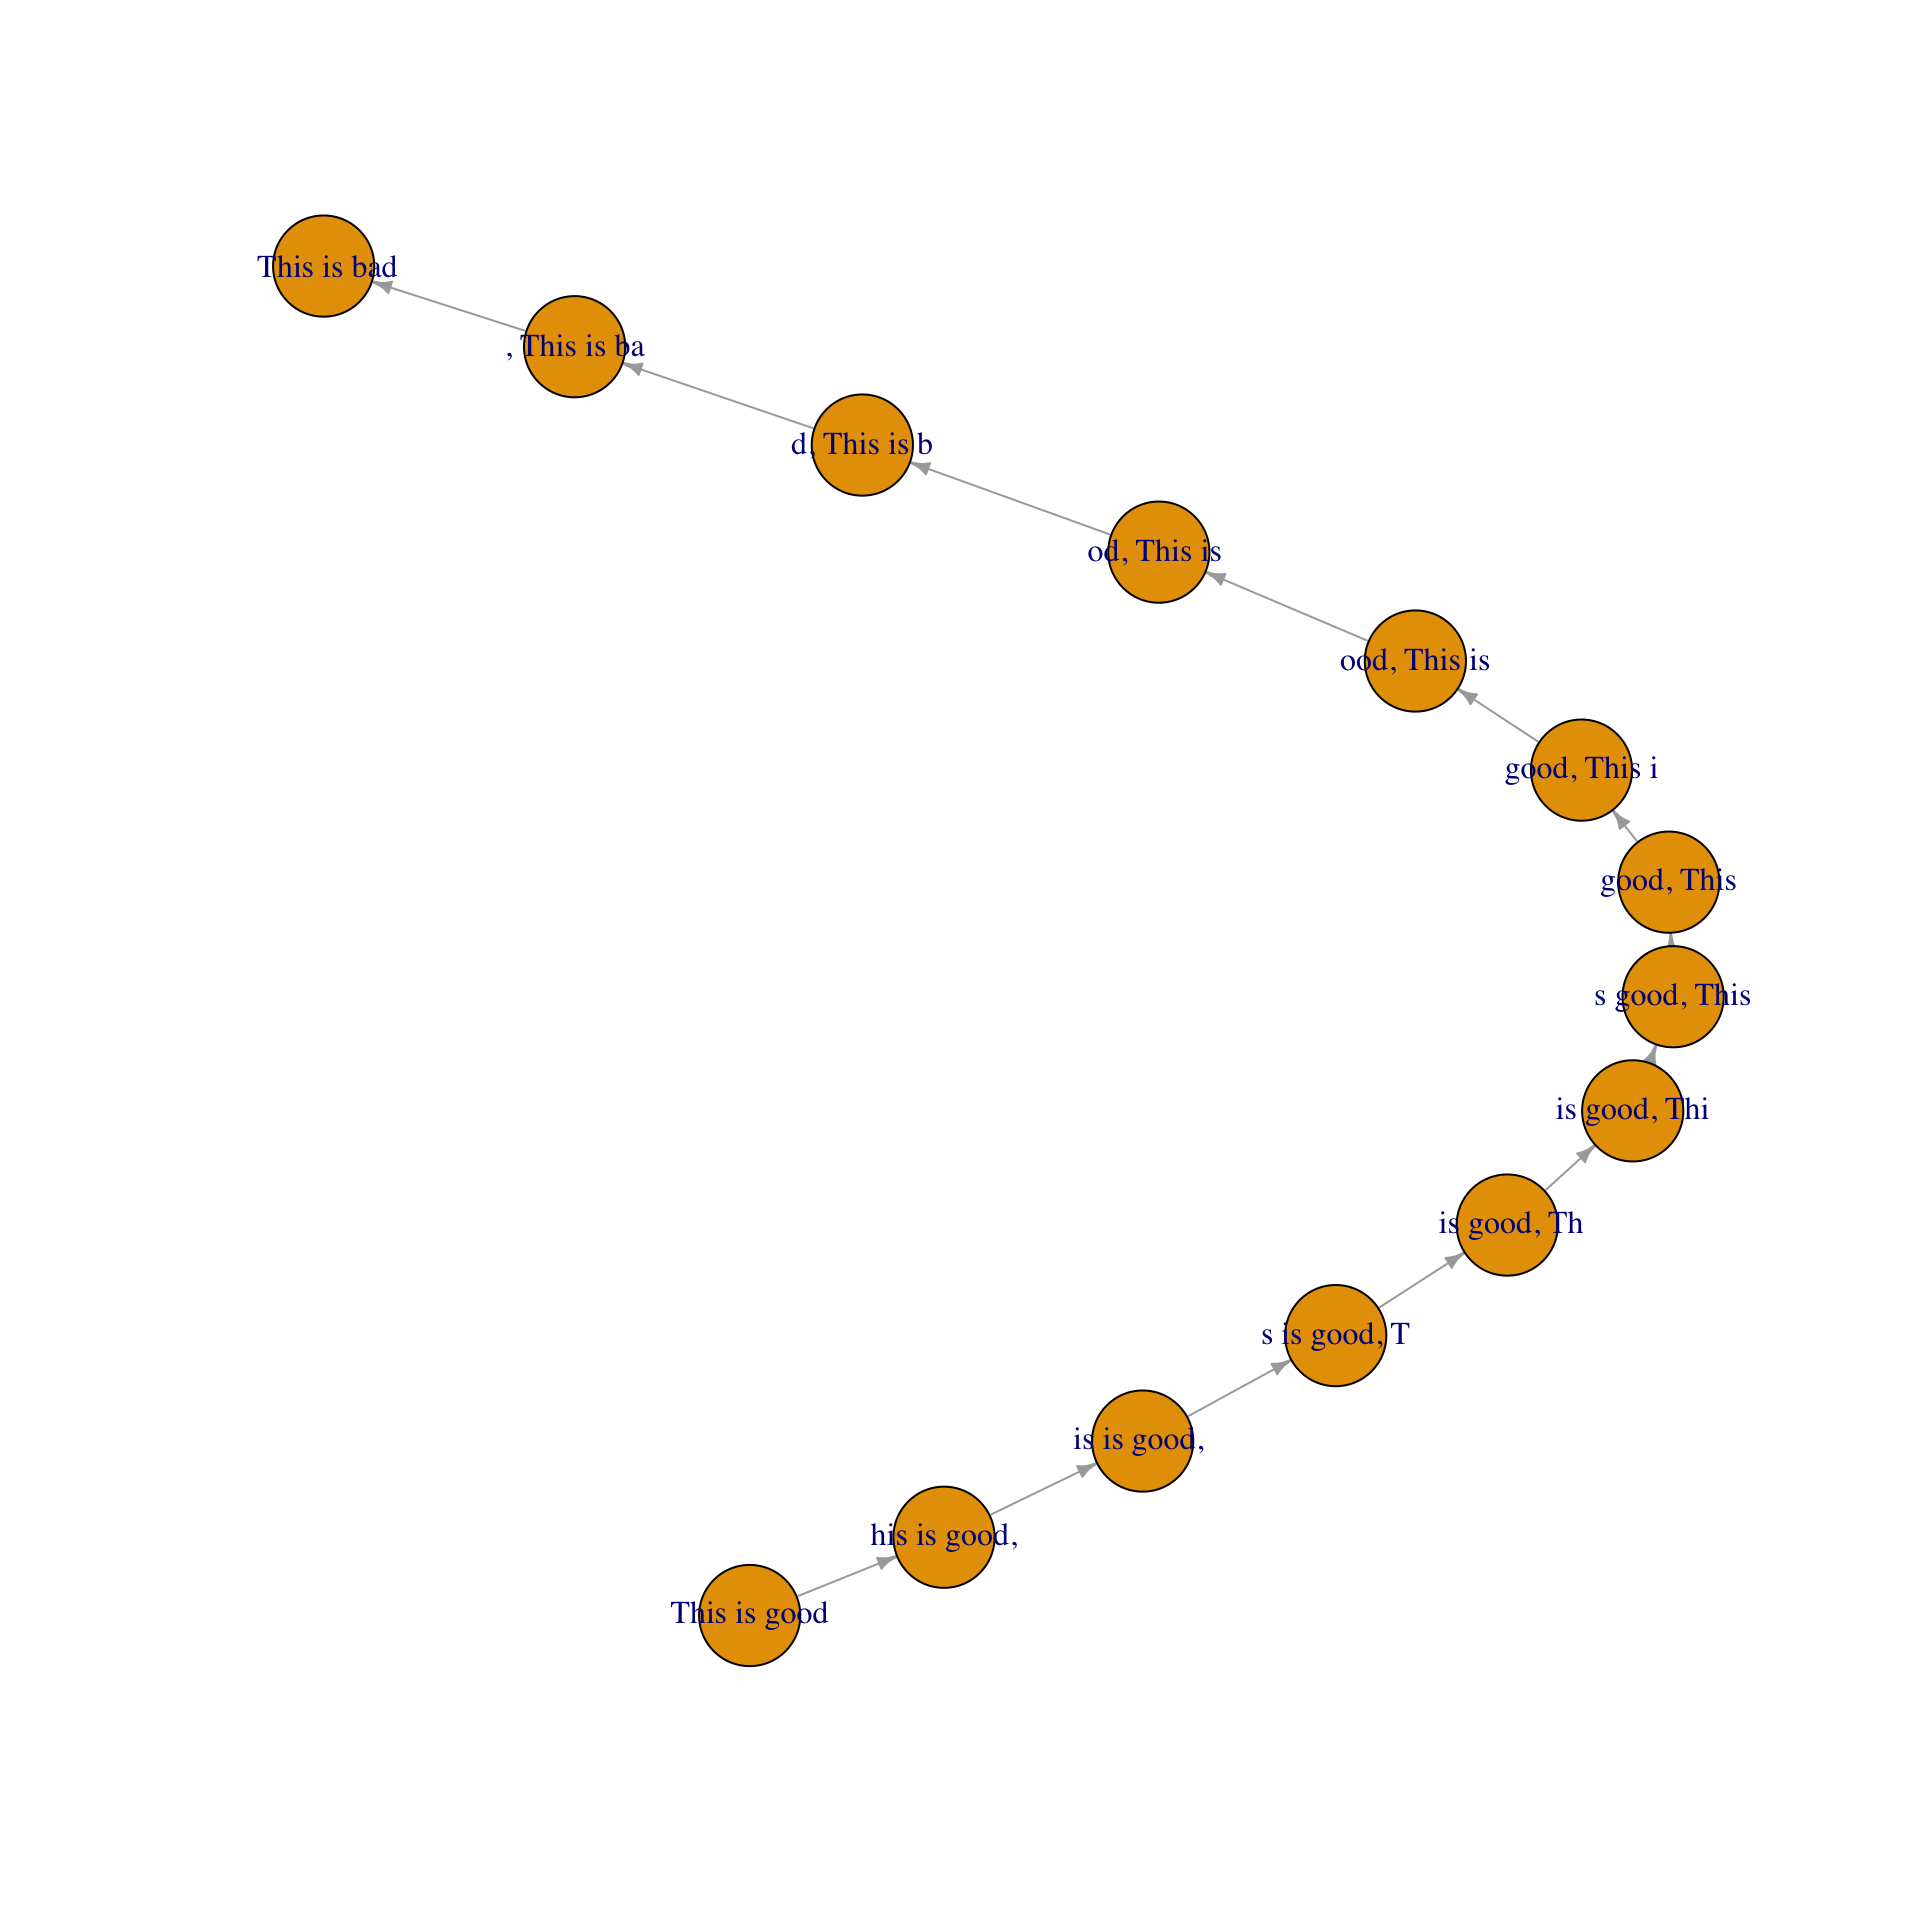 This is bad
, This is ba
d, This is b
od, This is
ood, This is
good, This i
good, This
s good, This
is good, Thi
is good, Th
s is good, T
is is good,
his is good,
This is good